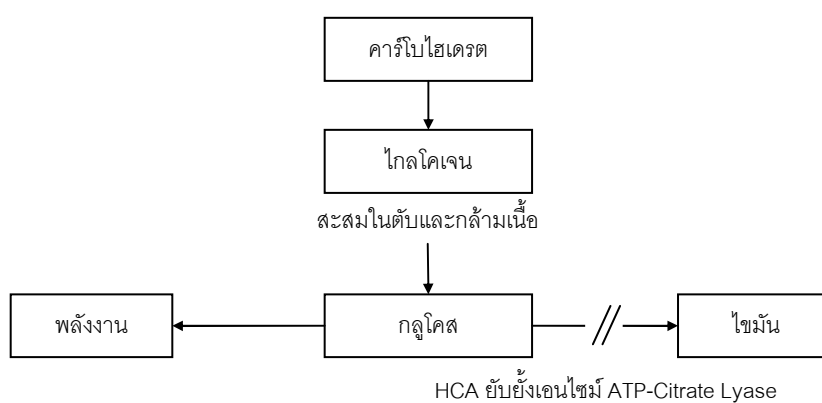 คาร์โบไฮเดรต
ไกลโคเจน
สะสมในตับและกล้ามเนื้อ
พลังงาน
กลูโคส
ไขมัน
HCA ยับยั้งเอนไซม์ ATP-Citrate Lyase